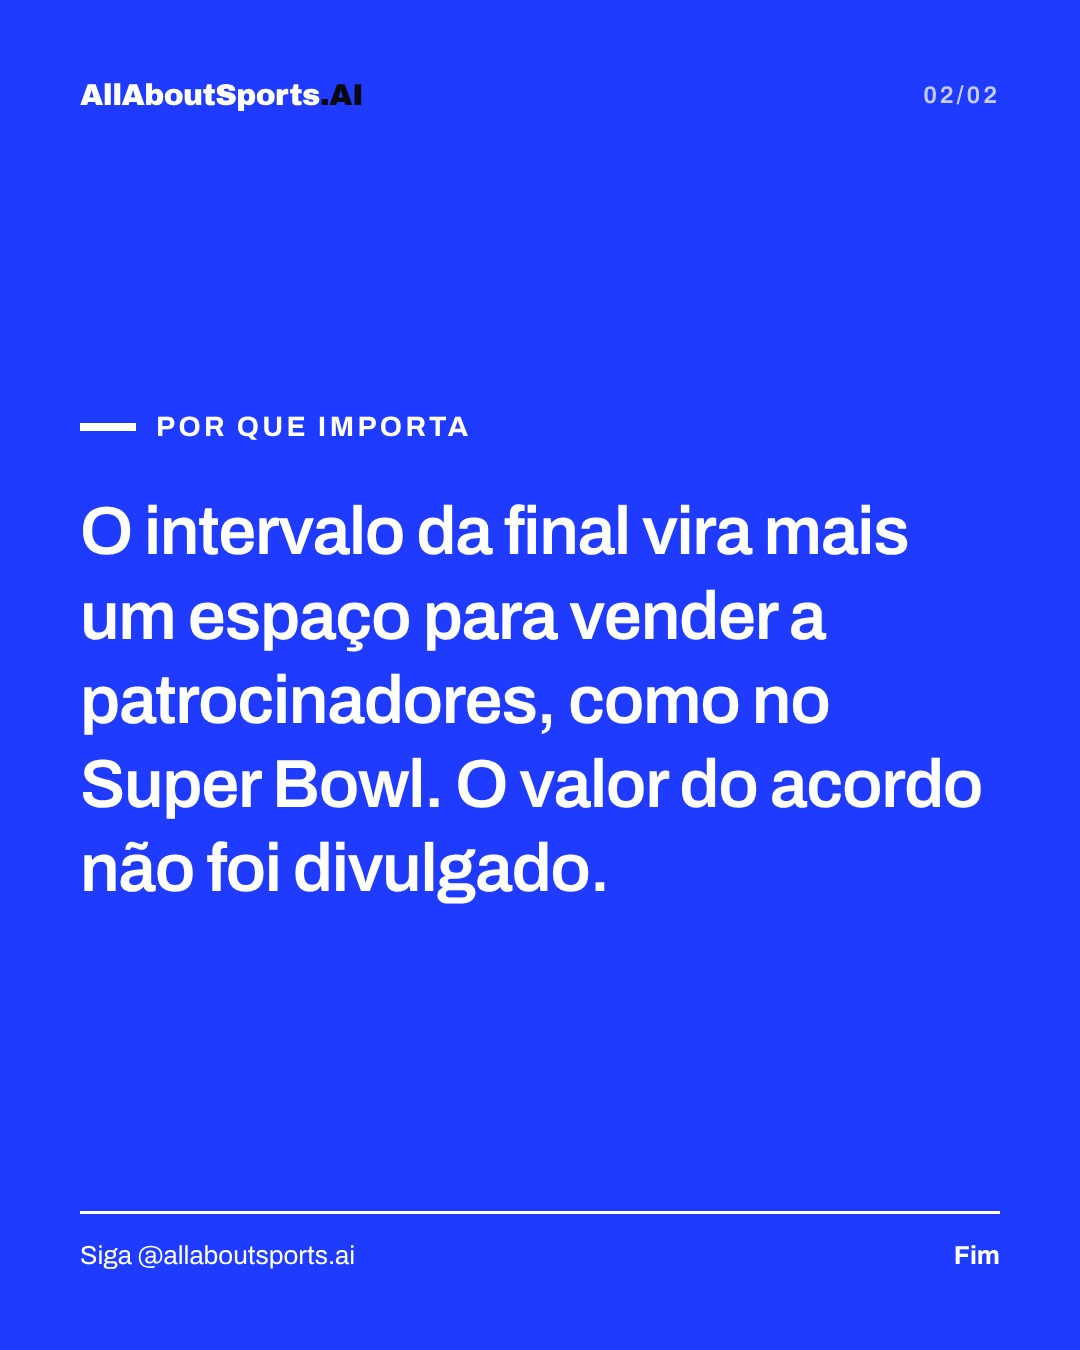 AllAboutSports.AI
02/02
POR QUE IMPORTA
O intervalo da final vira mais
um espaço para vender a
patrocinadores, como no
Super Bowl. O valor do acordo
não foi divulgado.
Siga @allaboutsports.ai
Fim